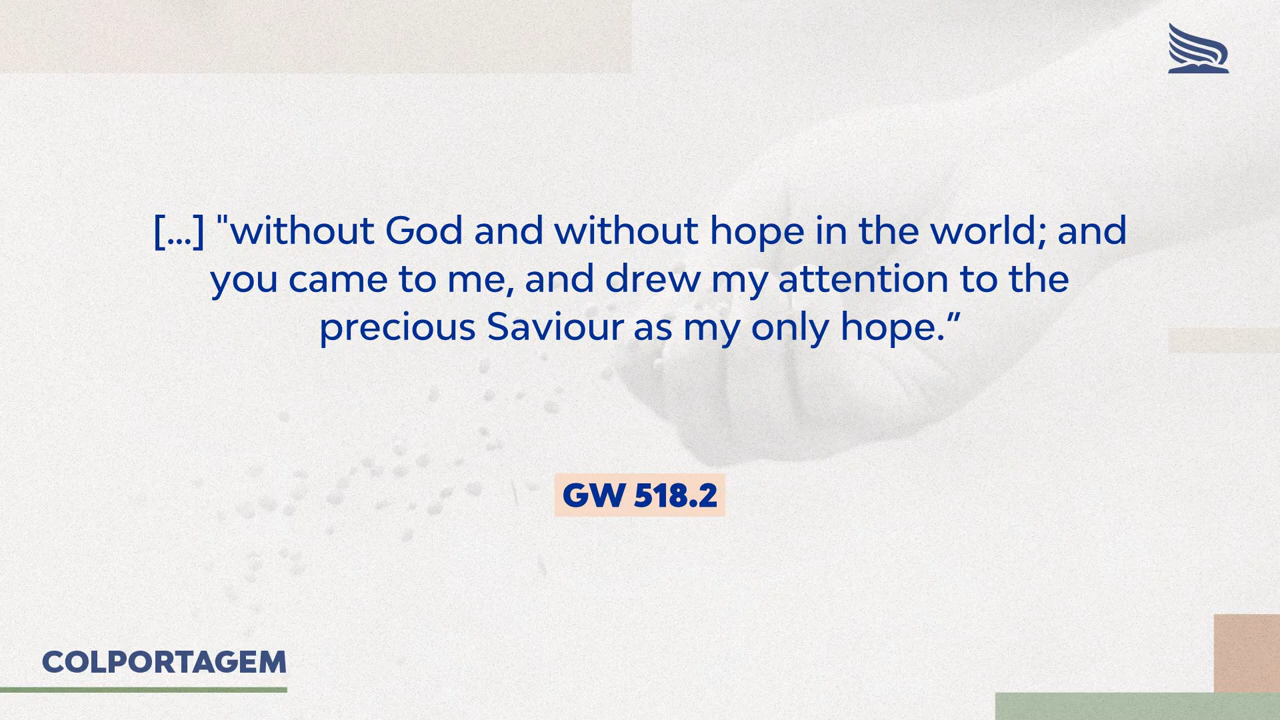 [...] "without God and without hope in the world; and
you came to me, and drew my attention to the
precious Saviour as my only hope.”
GW 518.2
COLPORTAGEM